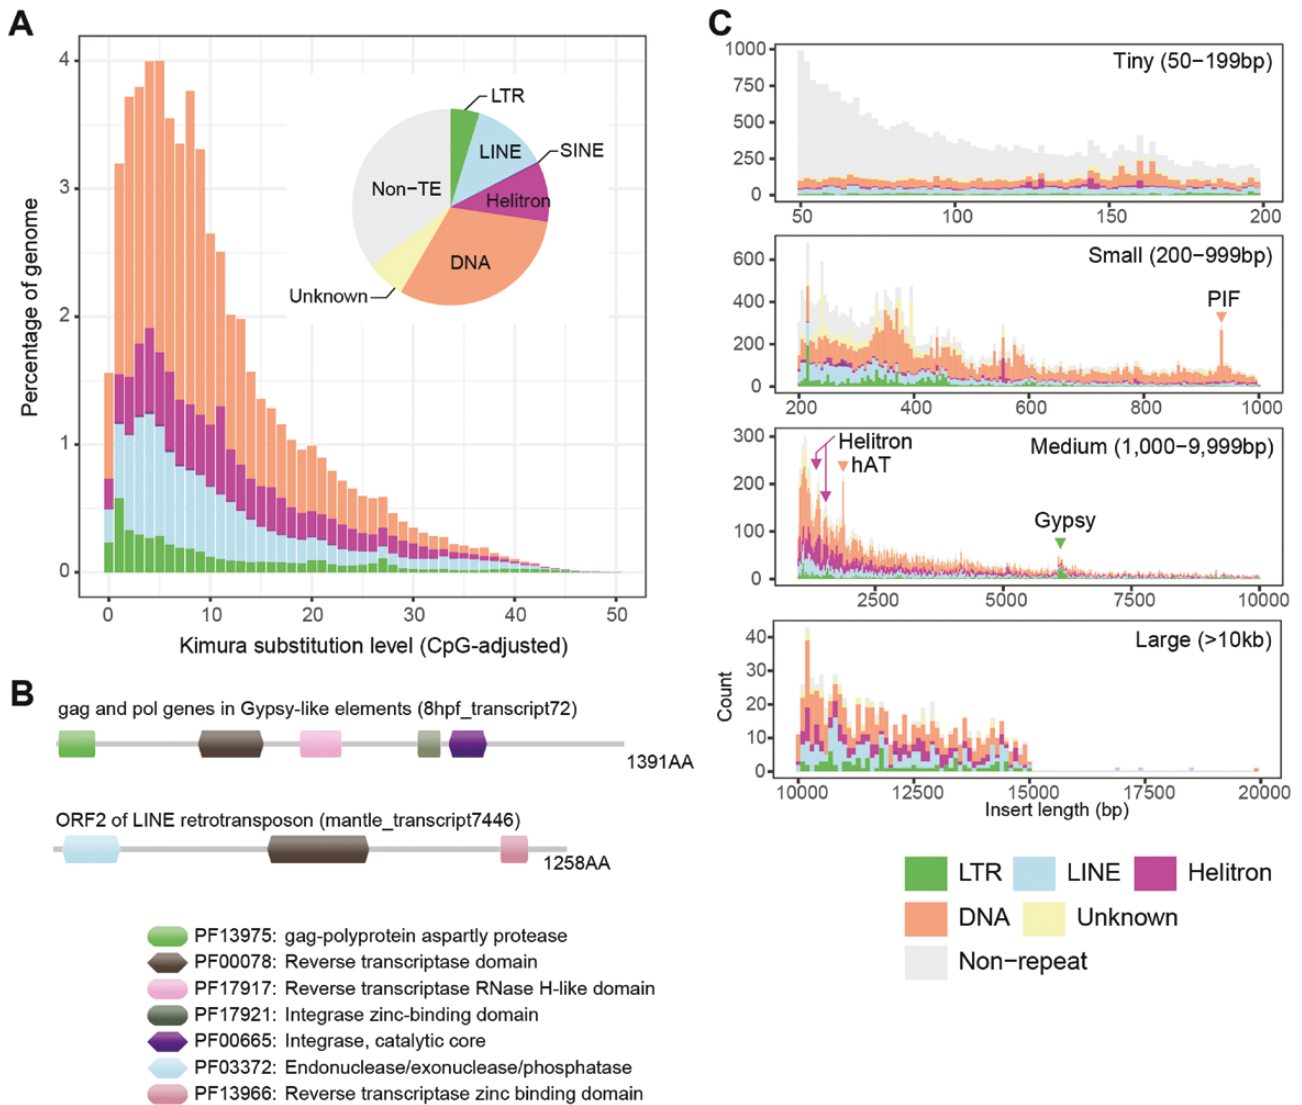 A
Percentage of genome
4
3
2
1
0
0 10 20 30 40 50
Kimura substitution level (CpG-adjusted)
LTR
LINE
SINE
Helitron
DNA
Unknown
Non-TE
B
gag and pol genes in Gypsy-like elements (8hpf_transcript72)
1391AA
ORF2 of LINE retrotransposon (mantle_transcript7446)
1258AA
PF13975: gag-polyprotein aspartly protease
PF00078: Reverse transcriptase domain
PF17917: Reverse transcriptase RNase H-like domain
PF17921: Integrase zinc-binding domain
PF00665: Integrase, catalytic core
PF03372: Endonuclease/exonuclease/phosphatase
PF13966: Reverse transcriptase zinc binding domain
C
Tiny (50-199bp)
1000
750
500
250
0
50 100 150 200
Small (200-999bp)
PIF
600
400
200
0
200 400 600 800 1000
Medium (1,000-9,999bp)
Helitron
hAT
Gypsy
300
200
100
0
2500 5000 7500 10000
Large (>10kb)
Count
40
30
20
10
0
10000 12500 15000 17500 20000
Insert length (bp)
LTR LINE Helitron
DNA Unknown
Non-repeat